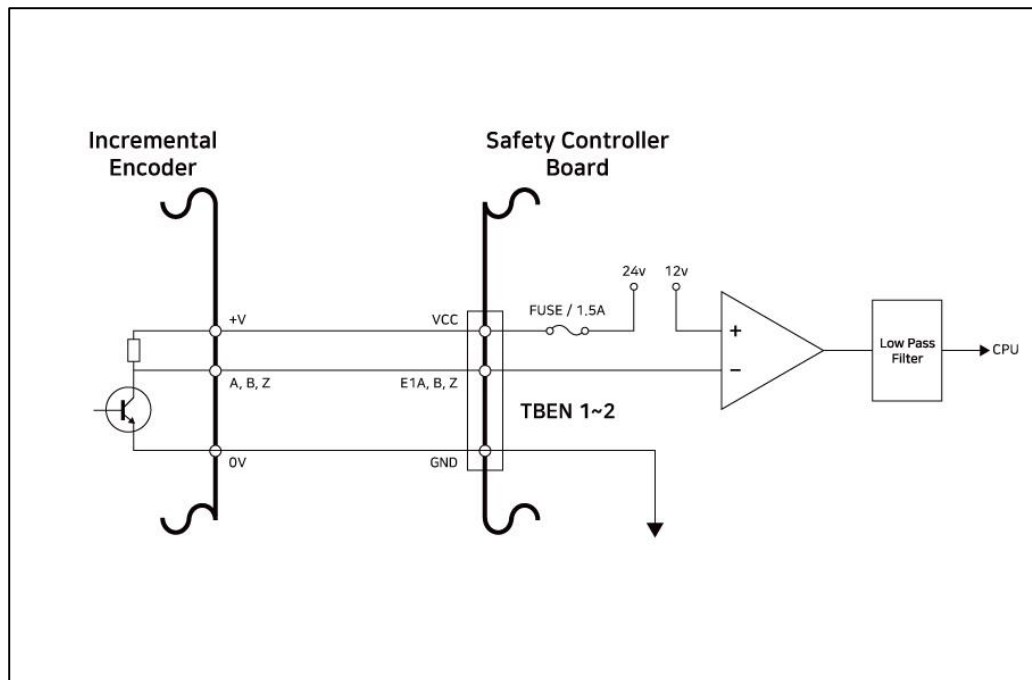 Incremental
Encoder
Safety Controller
Board
24v
12v
FUSE / 1.5A
+V
VCC
+
Low Pass
Filter
CPU
A, B, Z
E1A, B, Z
−
TBEN 1~2
0V
GND